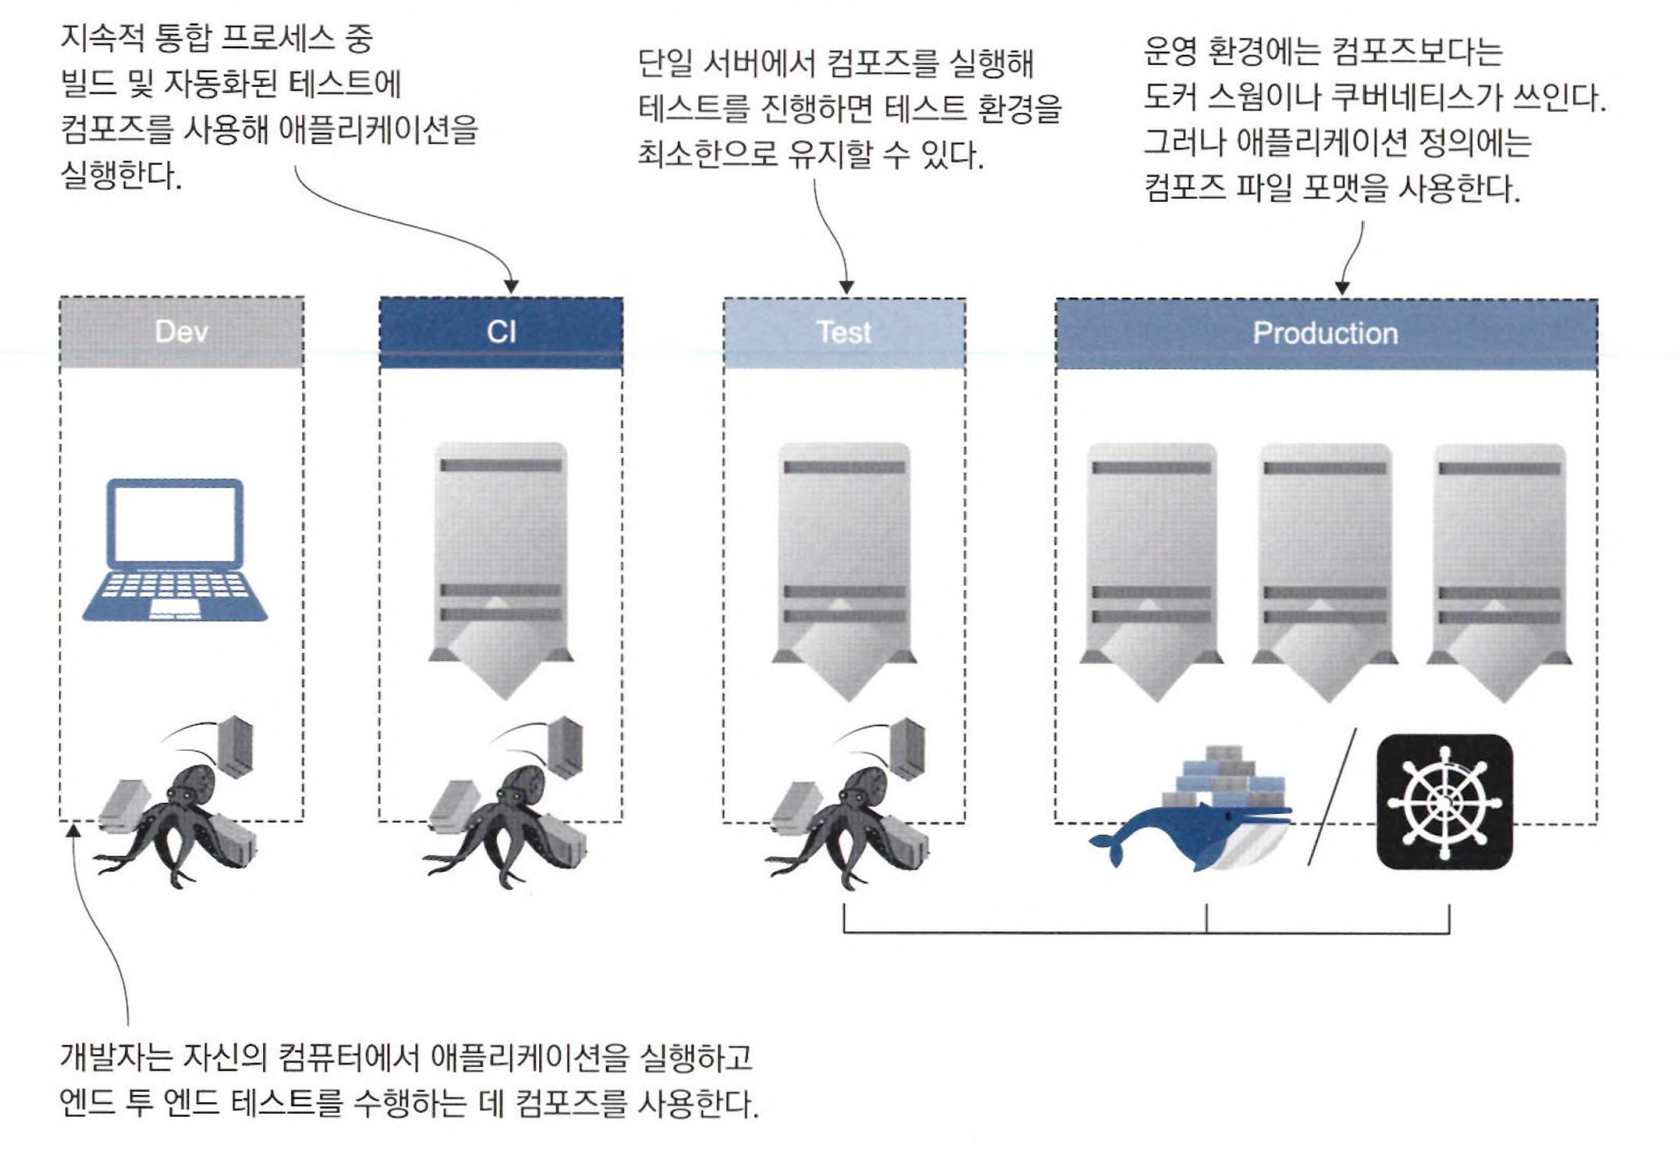 지속적 통합 프로세스 중
빌드 및 자동화된 테스트에
컴포즈를 사용해 애플리케이션을
실행한다.
단일 서버에서 컴포즈를 실행해
테스트를 진행하면 테스트 환경을
최소한으로 유지할 수 있다.
운영 환경에는 컴포즈보다는
도커 스웜이나 쿠버네티스가 쓰인다.
그러나 애플리케이션 정의에는
컴포즈 파일 포맷을 사용한다.
Dev
CI
Test
Production
개발자는 자신의 컴퓨터에서 애플리케이션을 실행하고
엔드 투 엔드 테스트를 수행하는 데 컴포즈를 사용한다.